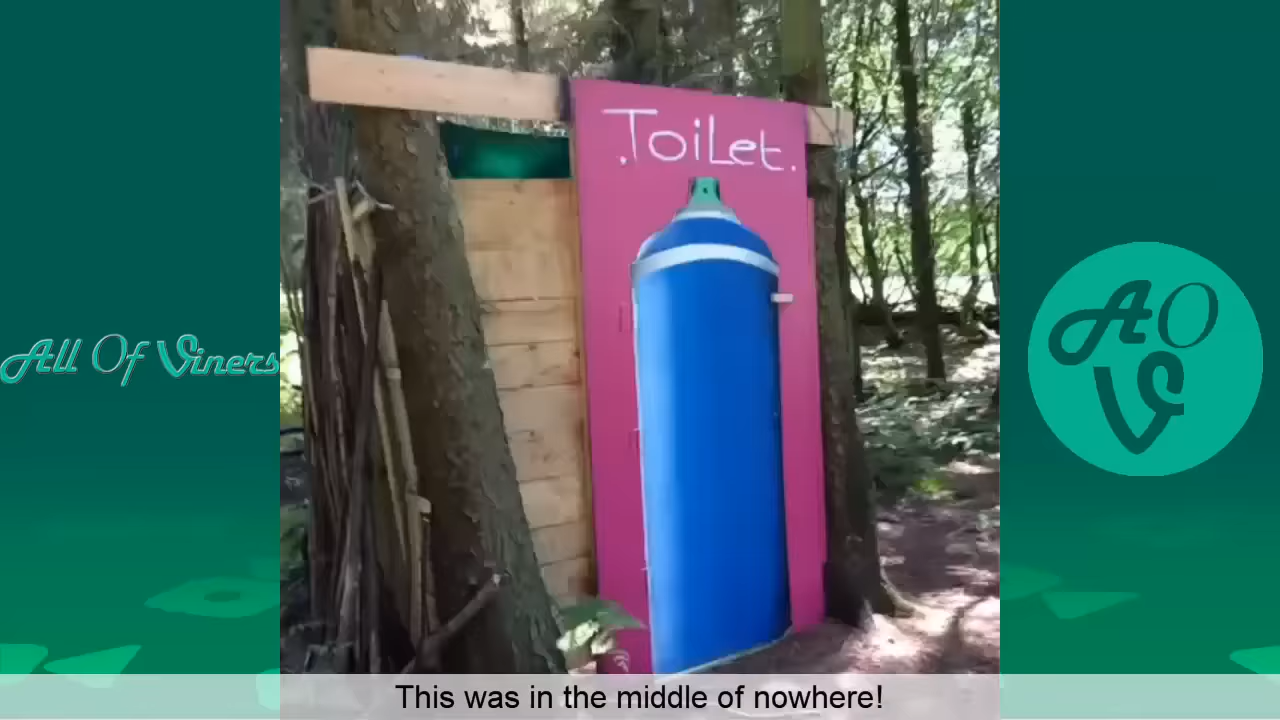 .ToiLet.
All Of Viners
AO
V
This was in the middle of nowhere!